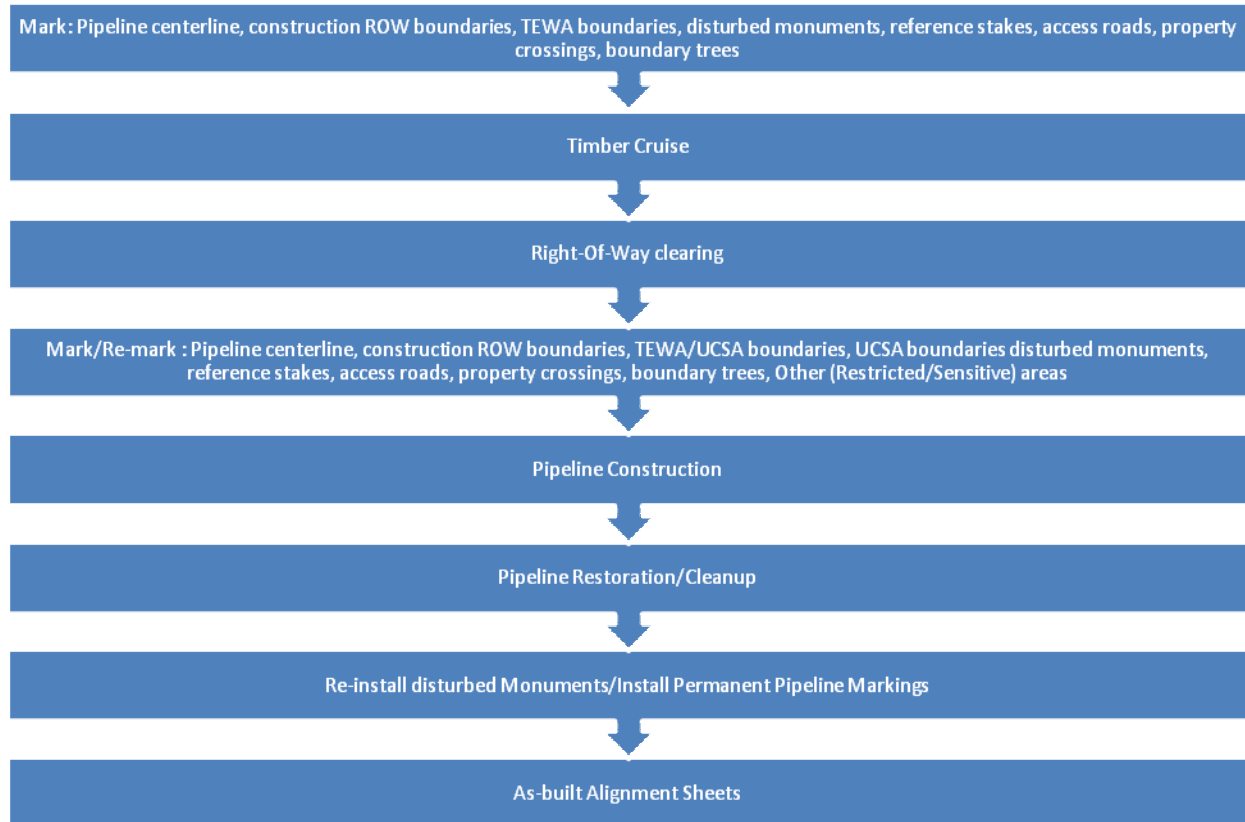 Mark: Pipeline centerline, construction ROW boundaries, TEWA boundaries, disturbed monuments, reference stakes, access roads, property
crossings, boundary trees
Timber Cruise
Right-Of-Way clearing
Mark/Re-mark : Pipeline centerline, construction ROW boundaries, TEWA/UCSA boundaries, UCSA boundaries disturbed monuments,
reference stakes, access roads, property crossings, boundary trees, Other (Restricted/Sensitive) areas
Pipeline Construction
Pipeline Restoration/Cleanup
Re-install disturbed Monuments/Install Permanent Pipeline Markings
As-built Alignment Sheets